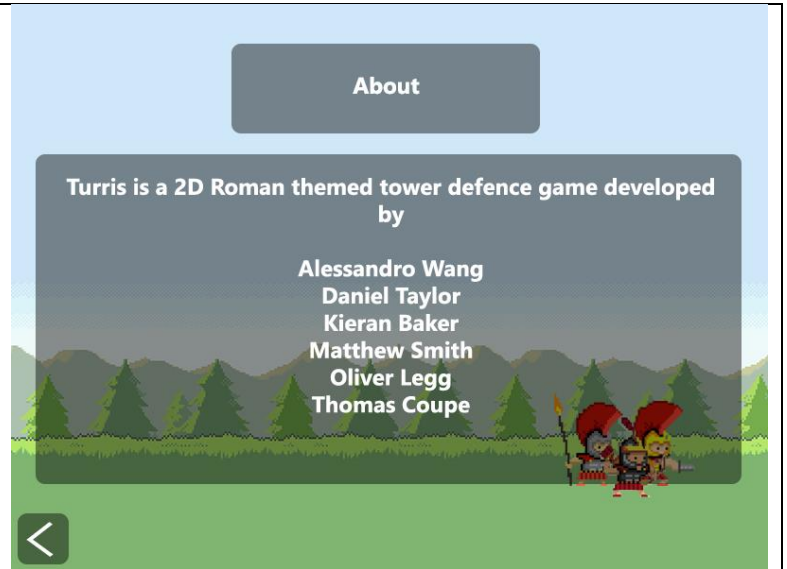 About
Turris is a 2D Roman themed tower defence game developed
by
Alessandro Wang
Daniel Taylor
Kieran Baker
Matthew Smith
Oliver Legg
Thomas Coupe